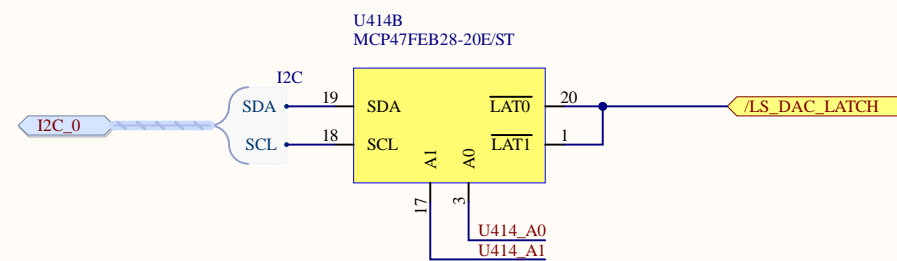 U414B
MCP47FEB28-20E/ST
I2C
19
20
SDA
SDA
LAT0
/LS_DAC_LATCH
I2C_0
18
1
SCL
SCL
LAT1
A1
A0
17
3
U414_A0
U414_A1